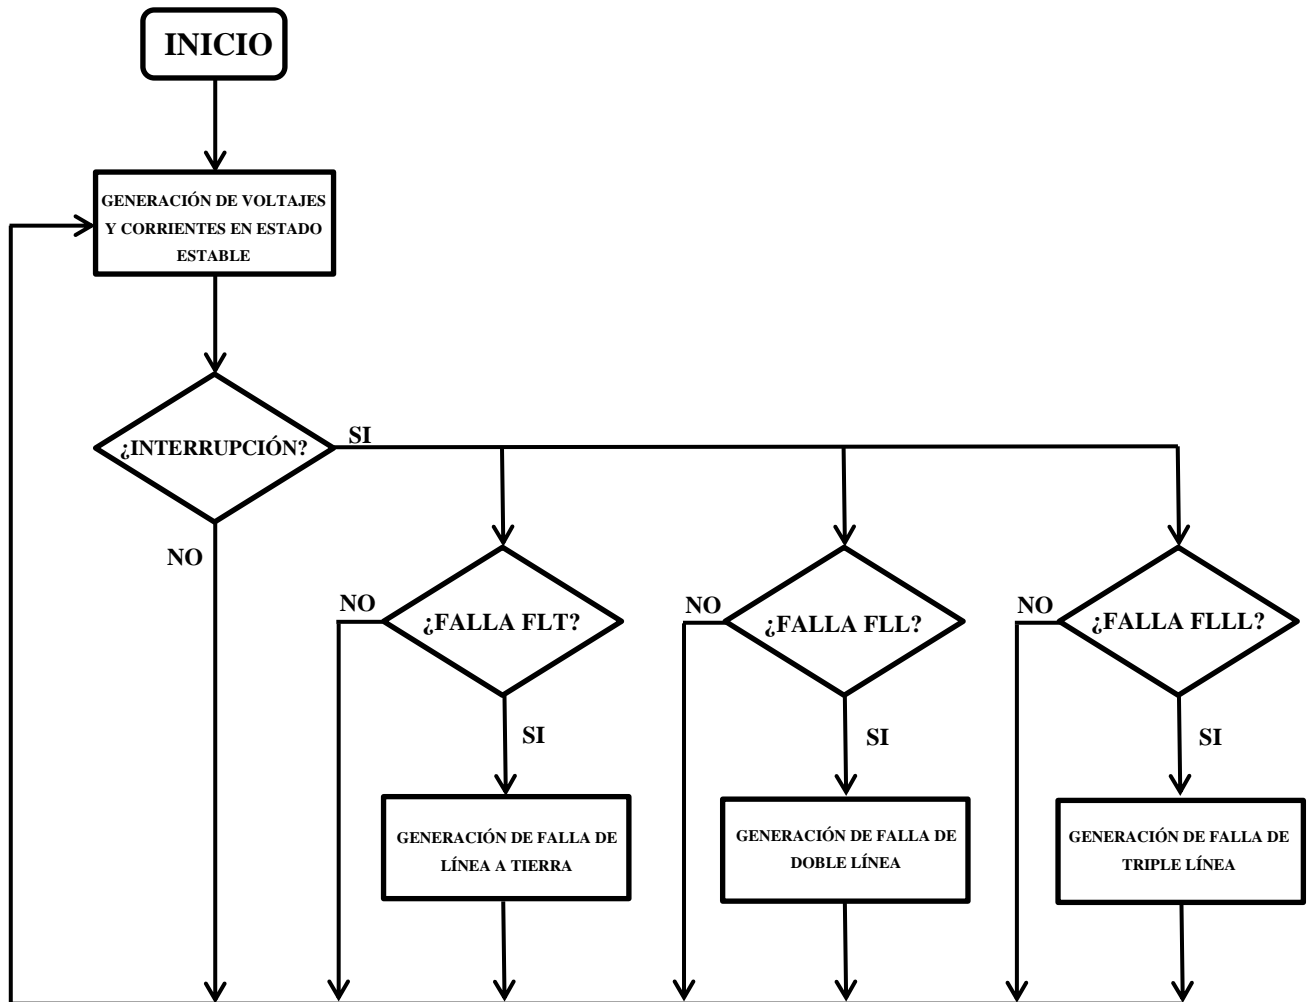 INICIO
GENERACIÓN DE VOLTAJES
Y CORRIENTES EN ESTADO
ESTABLE
¿INTERRUPCIÓN?
SI
NO
NO
¿FALLA FLT?
NO
¿FALLA FLL?
NO
¿FALLA FLLL?
SI
SI
SI
GENERACIÓN DE FALLA DE
LÍNEA A TIERRA
GENERACIÓN DE FALLA DE
DOBLE LÍNEA
GENERACIÓN DE FALLA DE
TRIPLE LÍNEA